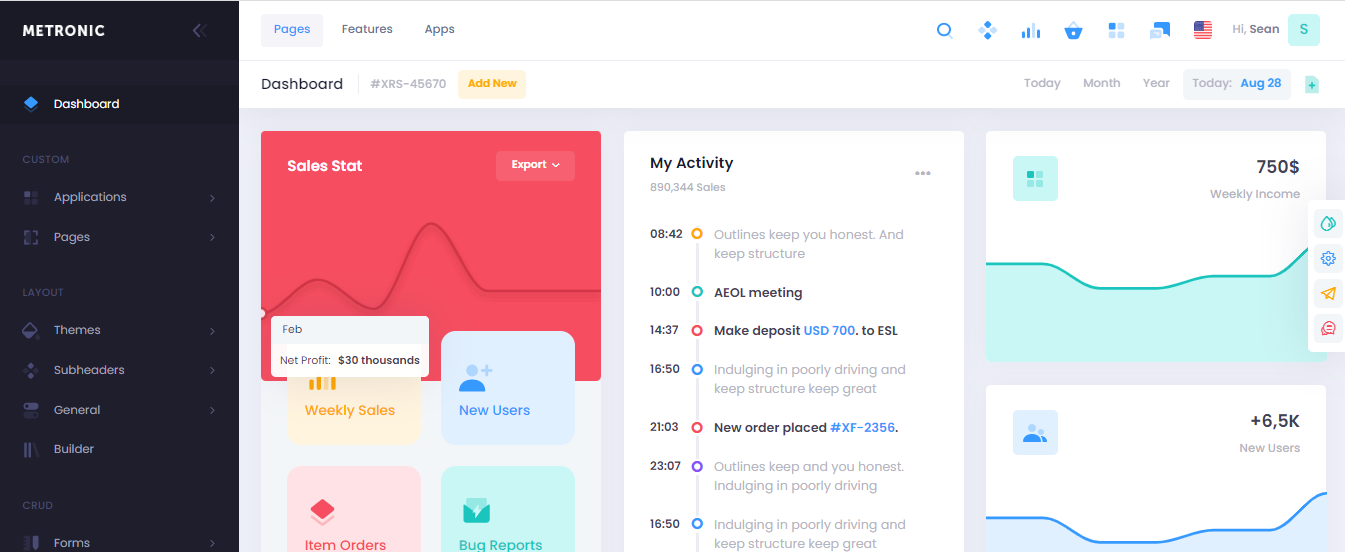 METRONIC
Dashboard
CUSTOM
Applications
Pages
LAYOUT
Themes
Subheaders
General
Builder
CRUD
Forms
Pages Features Apps
Hi, Sean S
Dashboard #XRS-45670 Add New
Today Month Year Today: Aug 28
Sales Stat
Export
Feb
Net Profit: $30 thousands
Weekly Sales
New Users
Item Orders
Bug Reports
My Activity
890,344 Sales
08:42 Outlines keep you honest. And
keep structure
10:00 AEOL meeting
14:37 Make deposit USD 700. to ESL
16:50 Indulging in poorly driving and
keep structure keep great
21:03 New order placed #XF-2356.
23:07 Outlines keep and you honest.
Indulging in poorly driving
16:50 Indulging in poorly driving and
keep structure keep great
750$
Weekly Income
+6,5K
New Users